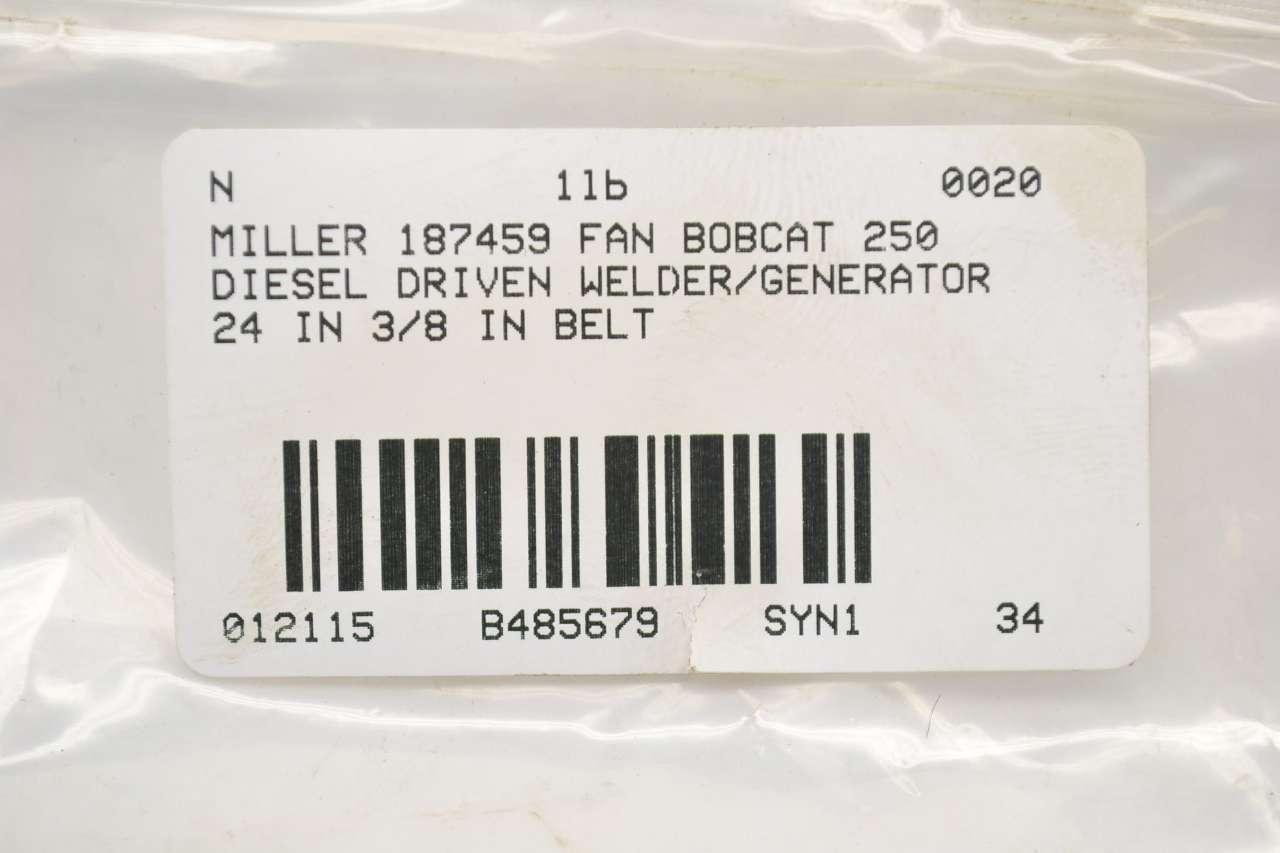 N 1lb 0020
MILLER 187459 FAN BOBCAT 250
DIESEL DRIVEN WELDER/GENERATOR
24 IN 3/8 IN BELT
012115 B485679 SYN1 34